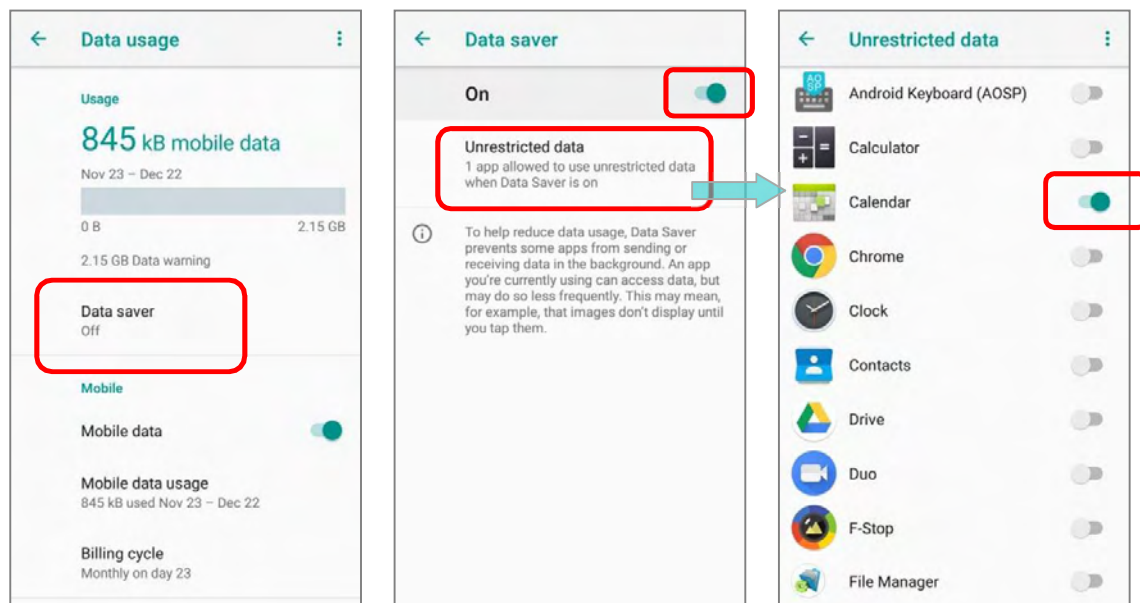 Data usage
Usage
845 kB mobile data
Nov 23 – Dec 22
0 B 2.15 GB
2.15 GB Data warning
Data saver
Off
Mobile
Mobile data
Mobile data usage
845 kB used Nov 23 – Dec 22
Billing cycle
Monthly on day 23
Data saver
On
Unrestricted data
1 app allowed to use unrestricted data
when Data Saver is on
To help reduce data usage, Data Saver
prevents some apps from sending or
receiving data in the background. An app
you're currently using can access data, but
may do so less frequently. This may mean,
for example, that images don't display until
you tap them.
Unrestricted data
AO
SP
Android Keyboard (AOSP)
Calculator
Calendar
Chrome
Clock
Contacts
Drive
Duo
F-Stop
File Manager